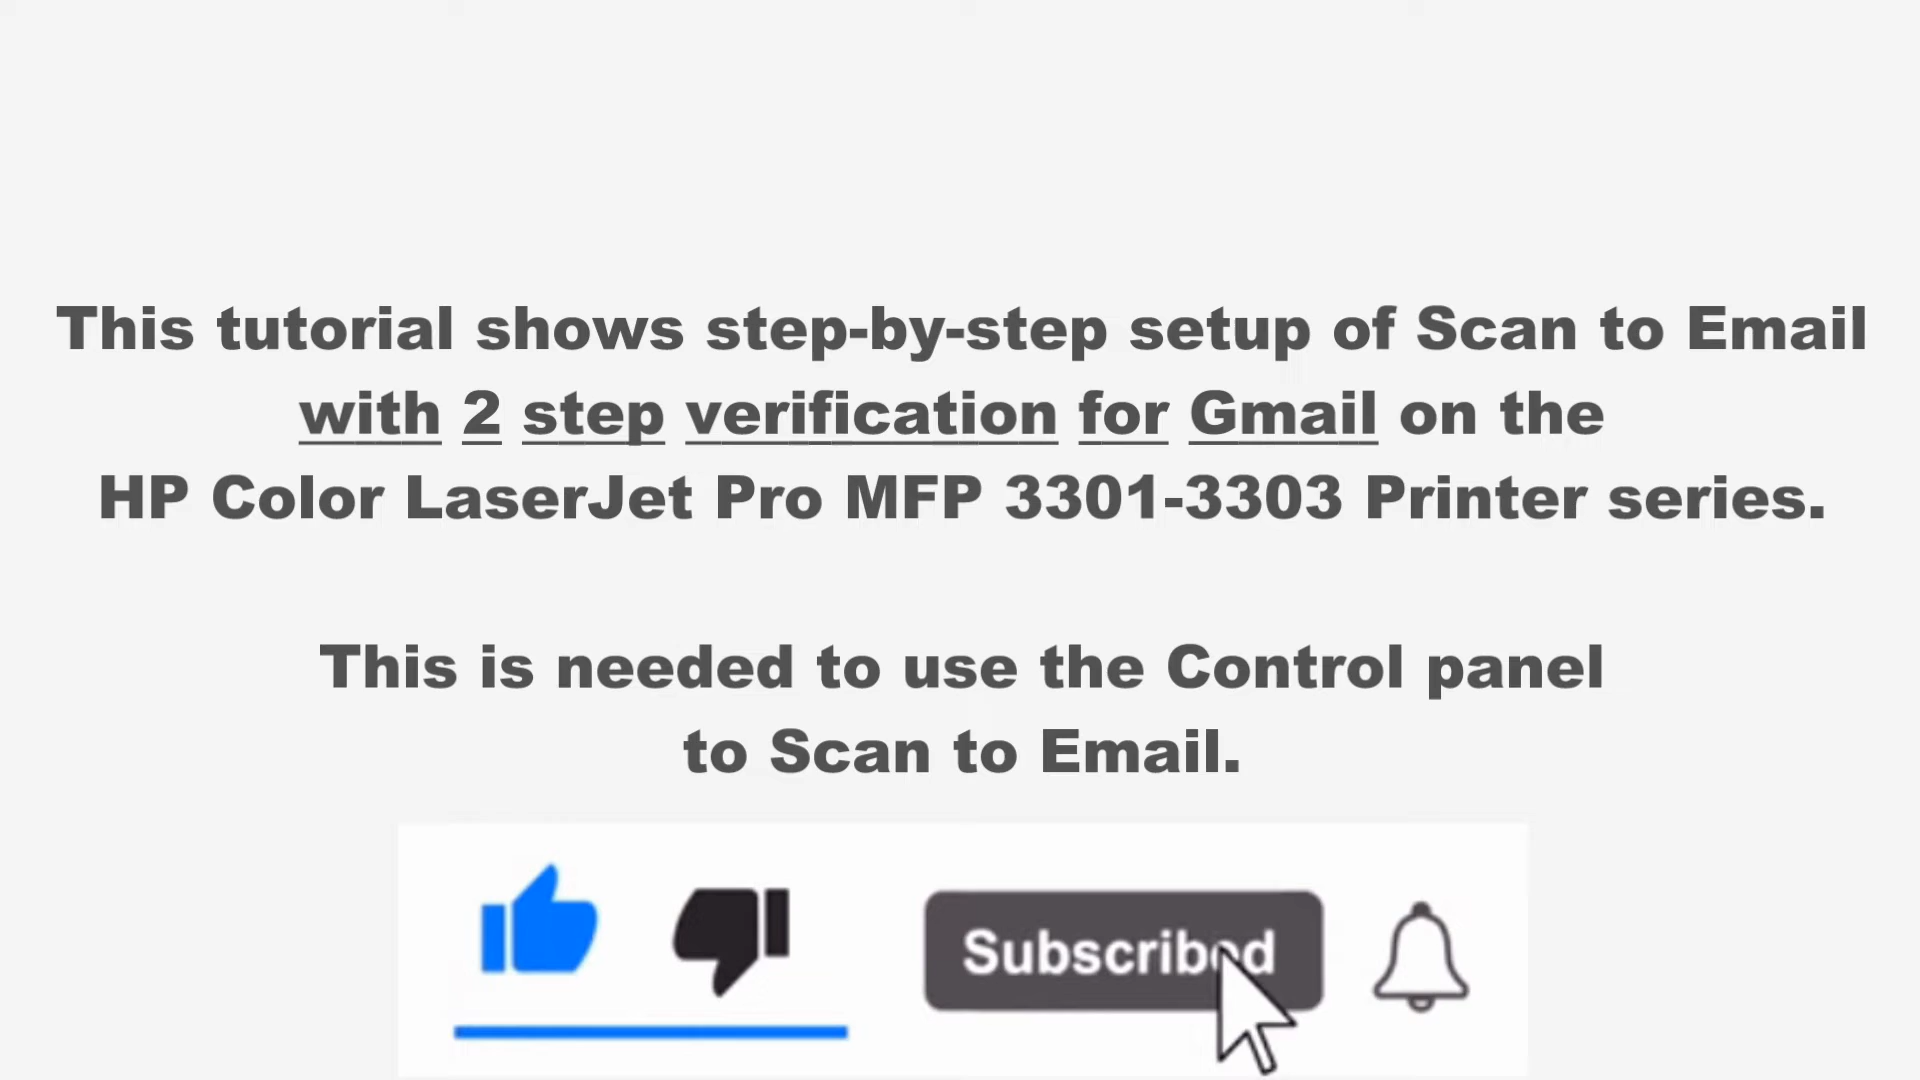 This tutorial shows step-by-step setup of Scan to Email
with 2 step verification for Gmail on the
HP Color LaserJet Pro MFP 3301-3303 Printer series.
This is needed to use the Control panel
to Scan to Email.
Subscribed